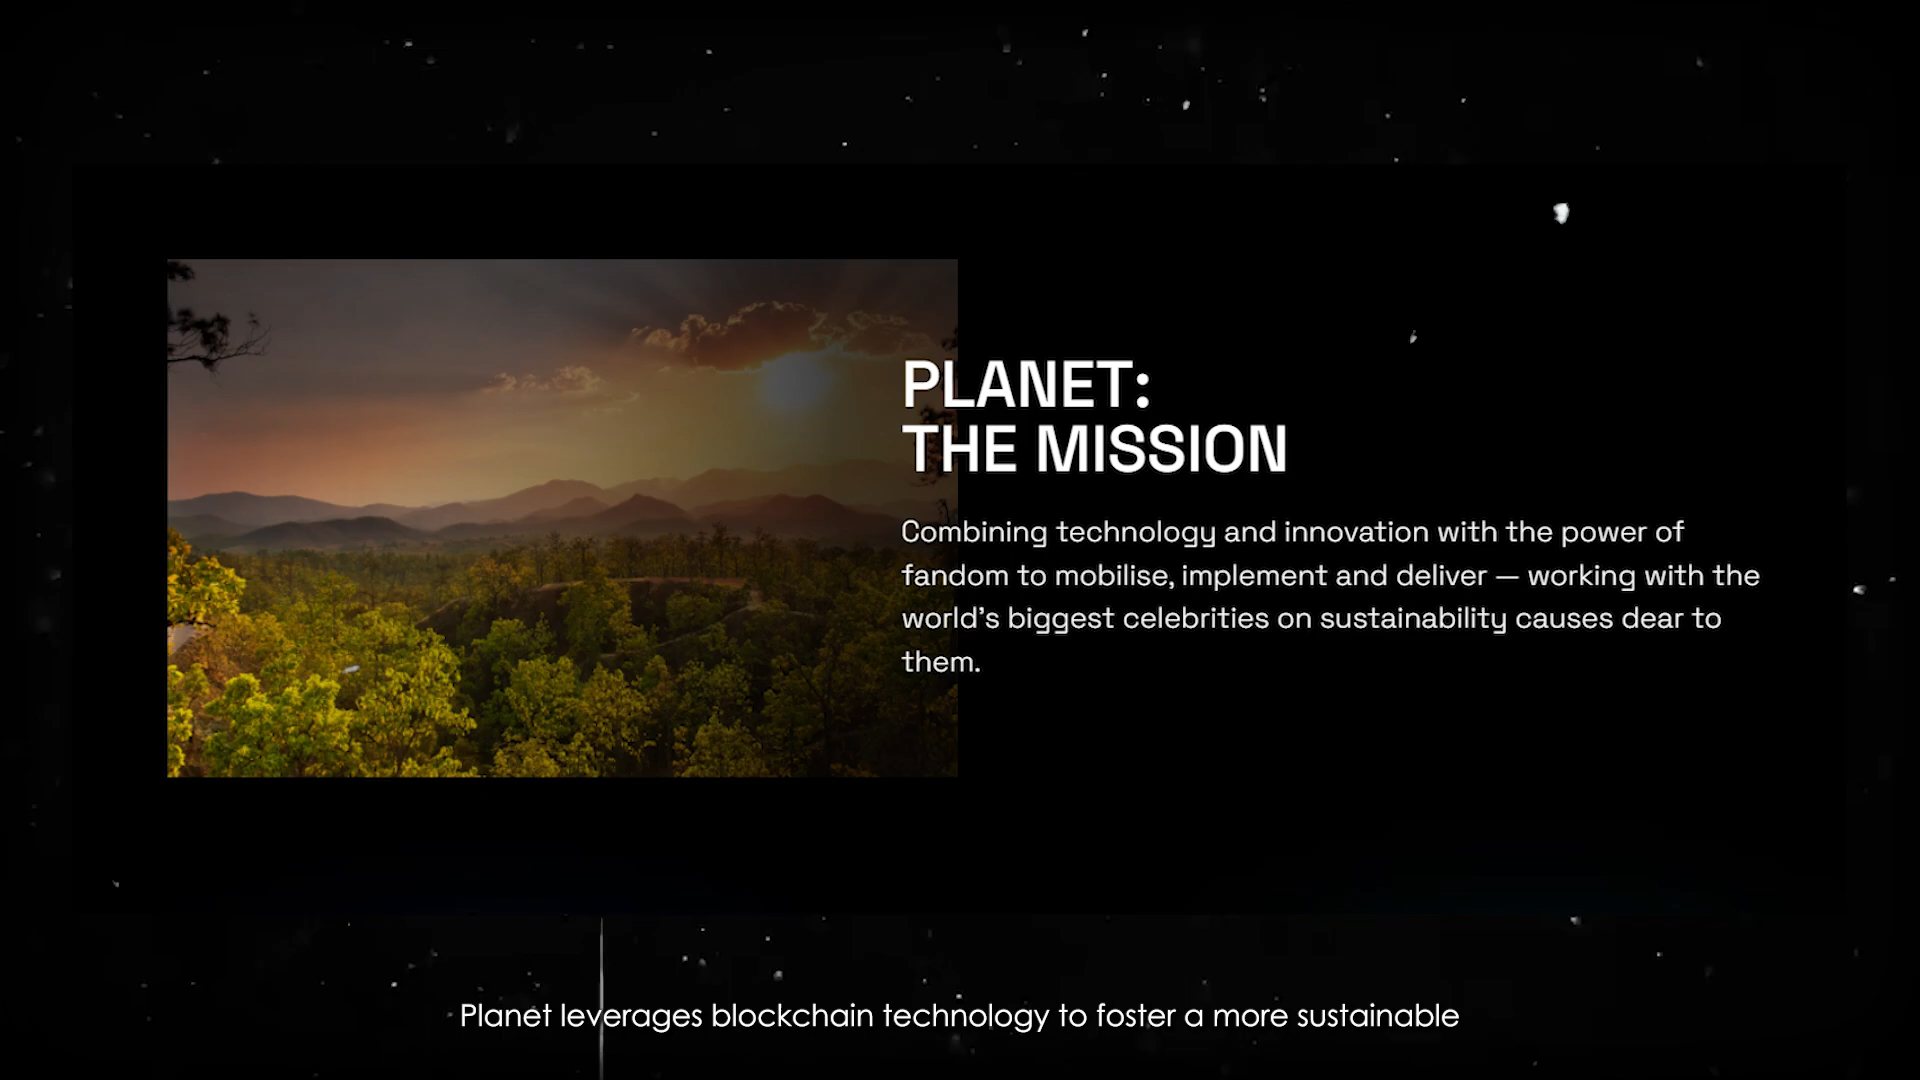 PLANET:
THE MISSION
Combining technology and innovation with the power of
fandom to mobilise, implement and deliver — working with the
world's biggest celebrities on sustainability causes dear to
them.
Planet leverages blockchain technology to foster a more sustainable